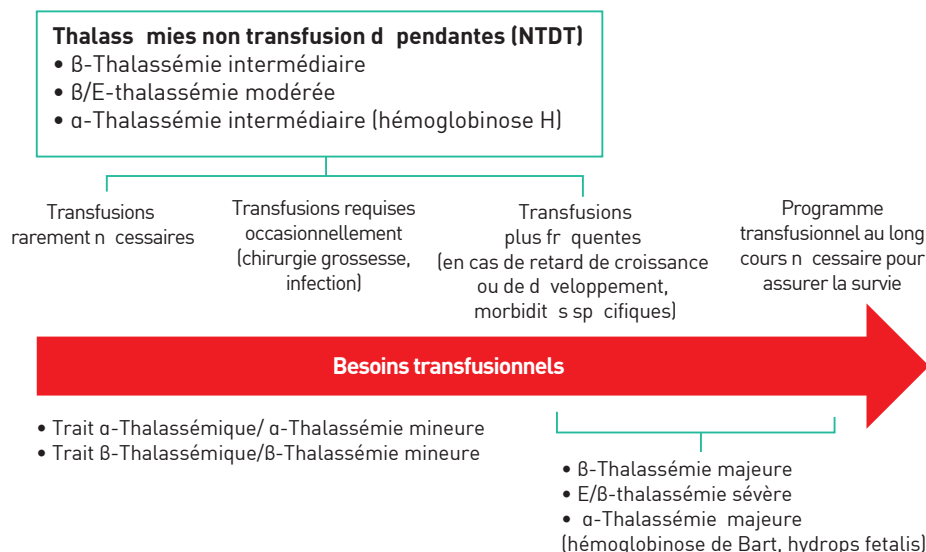 Thalass mies non transfusion d pendantes (NTDT)
• β-Thalassémie intermédiaire
• β/E-thalassémie modérée
• α-Thalassémie intermédiaire (hémoglobinose H)
Transfusions
rarement n cessaires
Transfusions requises
occasionnellement
(chirurgie grossesse,
infection)
Transfusions
plus fr quentes
(en cas de retard de croissance
ou de d veloppement,
morbidit s sp cifiques)
Programme
transfusionnel au long
cours n cessaire pour
assurer la survie
Besoins transfusionnels
• Trait α-Thalassémique/ α-Thalassémie mineure
• Trait β-Thalassémique/β-Thalassémie mineure
• β-Thalassémie majeure
• E/β-thalassémie sévère
• α-Thalassémie majeure
(hémoglobinose de Bart, hydrops fetalis)